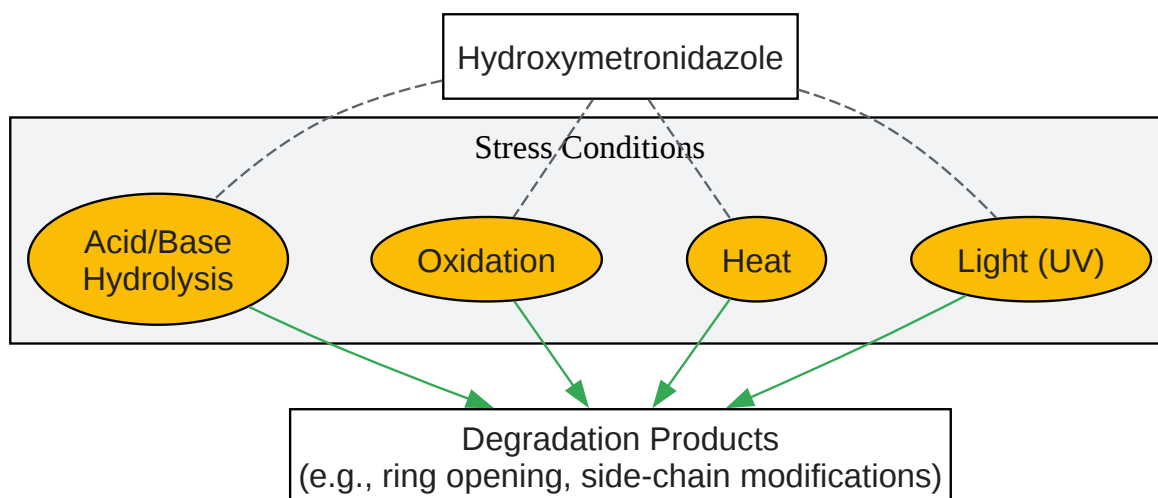 Hydroxymetronidazole
Stress Conditions
Acid/Base
Hydrolysis
Oxidation
Heat
Light (UV)
Degradation Products
(e.g., ring opening, side-chain modifications)